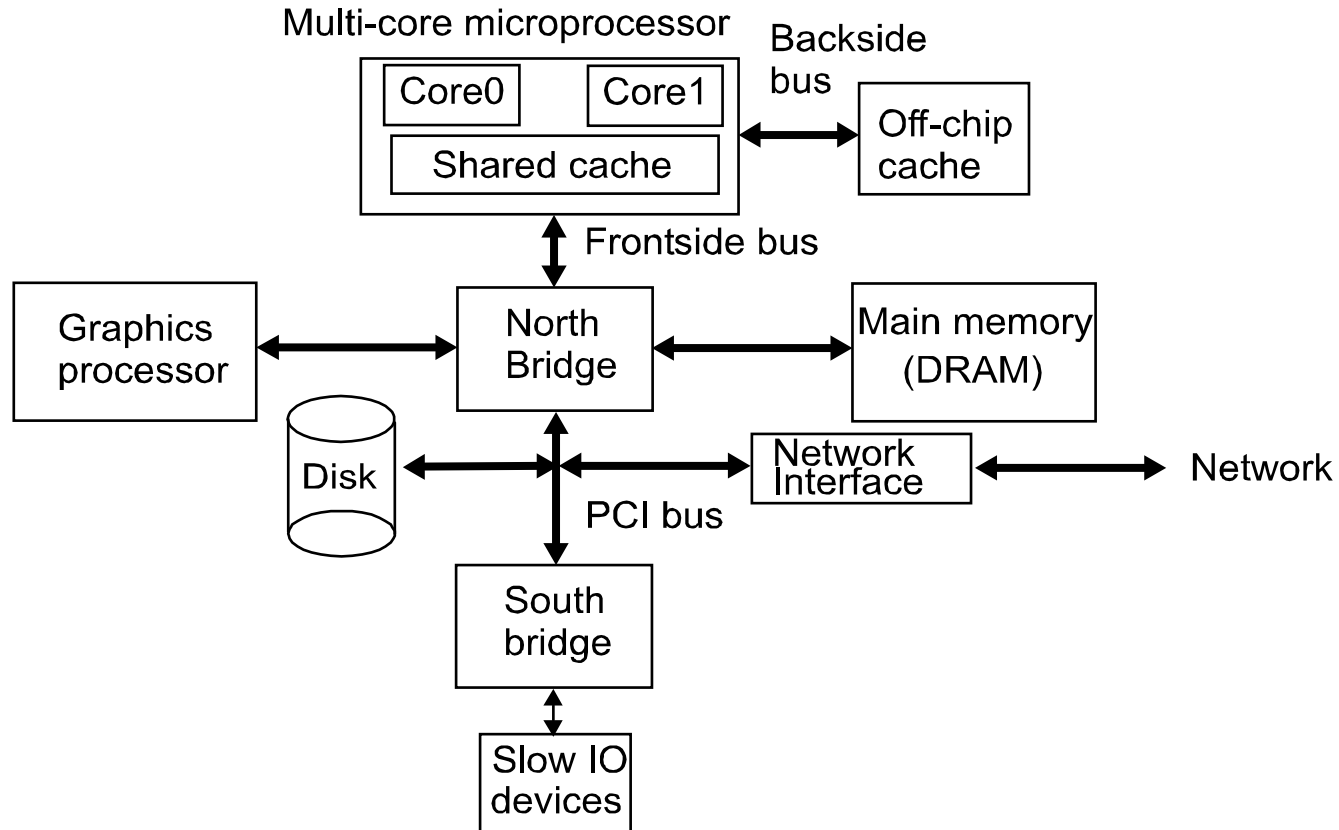 Multi-core microprocessor
Backside
bus
Core0
Core1
Shared cache
Off-chip
cache
Frontside bus
Graphics
processor
North
Bridge
Main memory
(DRAM)
Disk
Network
Interface
Network
PCI bus
South
bridge
Slow IO
devices